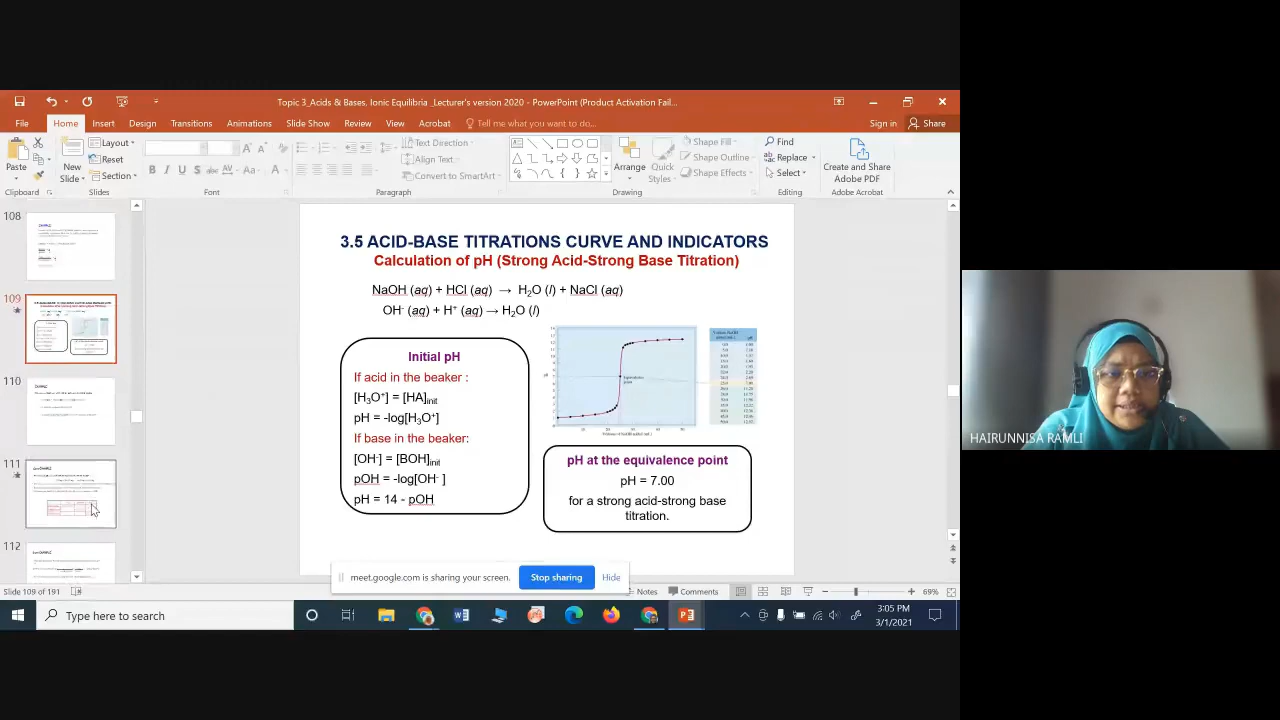 Topic 3_Acids & Bases, Ionic Equilibria _Lecturer's version 2020 - PowerPoint (Product Activation Fail...
File Home Insert Design Transitions Animations Slide Show Review View Acrobat Tell me what you want to do... Sign in Share
Paste
Clipboard
New Slide
Layout
Reset
Section
Slides
B I U S abc AV Aa A
Font
Text Direction
Align Text
Convert to SmartArt
Paragraph
Arrange
Quick Styles
Shape Fill
Shape Outline
Shape Effects
Drawing
Find
Replace
Select
Editing
Create and Share Adobe PDF
Adobe Acrobat
108
109
111
112
3.5 ACID-BASE TITRATIONS CURVE AND INDICATORS
Calculation of pH (Strong Acid-Strong Base Titration)
NaOH (aq) + HCl (aq) → H₂O (l) + NaCl (aq)
OH⁻ (aq) + H⁺ (aq) → H₂O (l)
Initial pH
If acid in the beaker :
[H₃O⁺] = [HA]init
pH = -log[H₃O⁺]
If base in the beaker:
[OH⁻] = [BOH]init
pOH = -log[OH⁻ ]
pH = 14 - pOH
pH at the equivalence point
pH = 7.00
for a strong acid-strong base
titration.
meet.google.com is sharing your screen.
Stop sharing
Hide
Slide 109 of 191
Notes
Comments
69%
Type here to search
3:05 PM
3/1/2021
HAIRUNNISA RAMLI